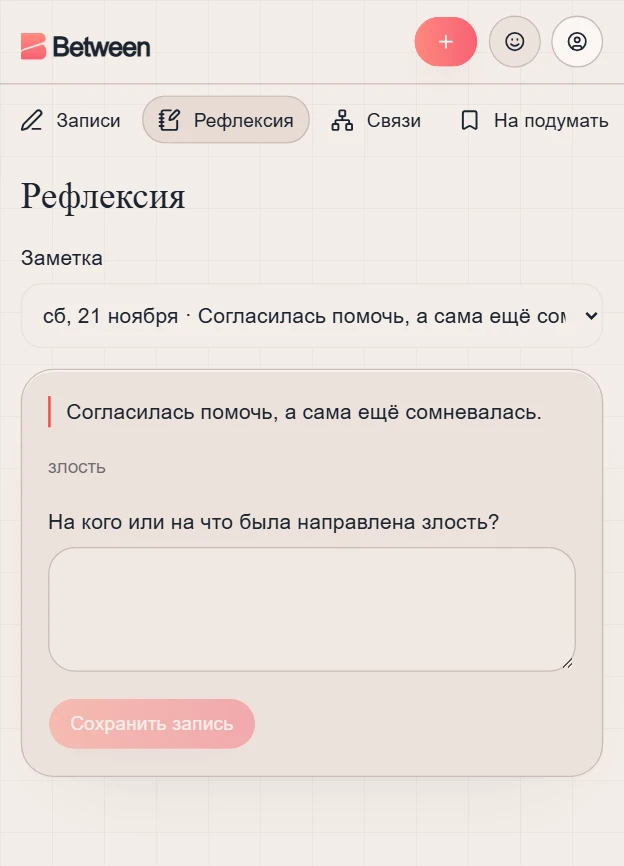 Between
Записи
Рефлексия
Связи
На подумать
Рефлексия
Заметка
сб, 21 ноября · Согласилась помочь, а сама ещё сом
Согласилась помочь, а сама ещё сомневалась.
злость
На кого или на что была направлена злость?
Сохранить запись